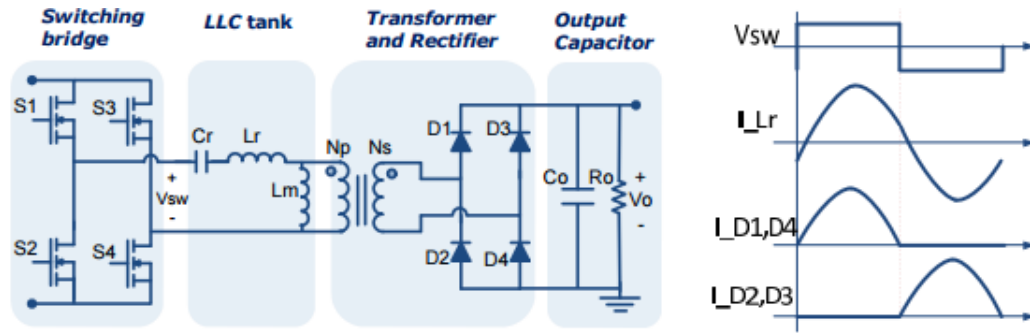 Switching
bridge
LLC tank
Transformer
and Rectifier
Output
Capacitor
S1
S3
Cr
Lr
Np
Ns
D1
D3
+
Vsw
-
Lm
Co
Ro
+
Vo
-
S2
S4
D2
D4
Vsw
I_Lr
I_D1,D4
I_D2,D3